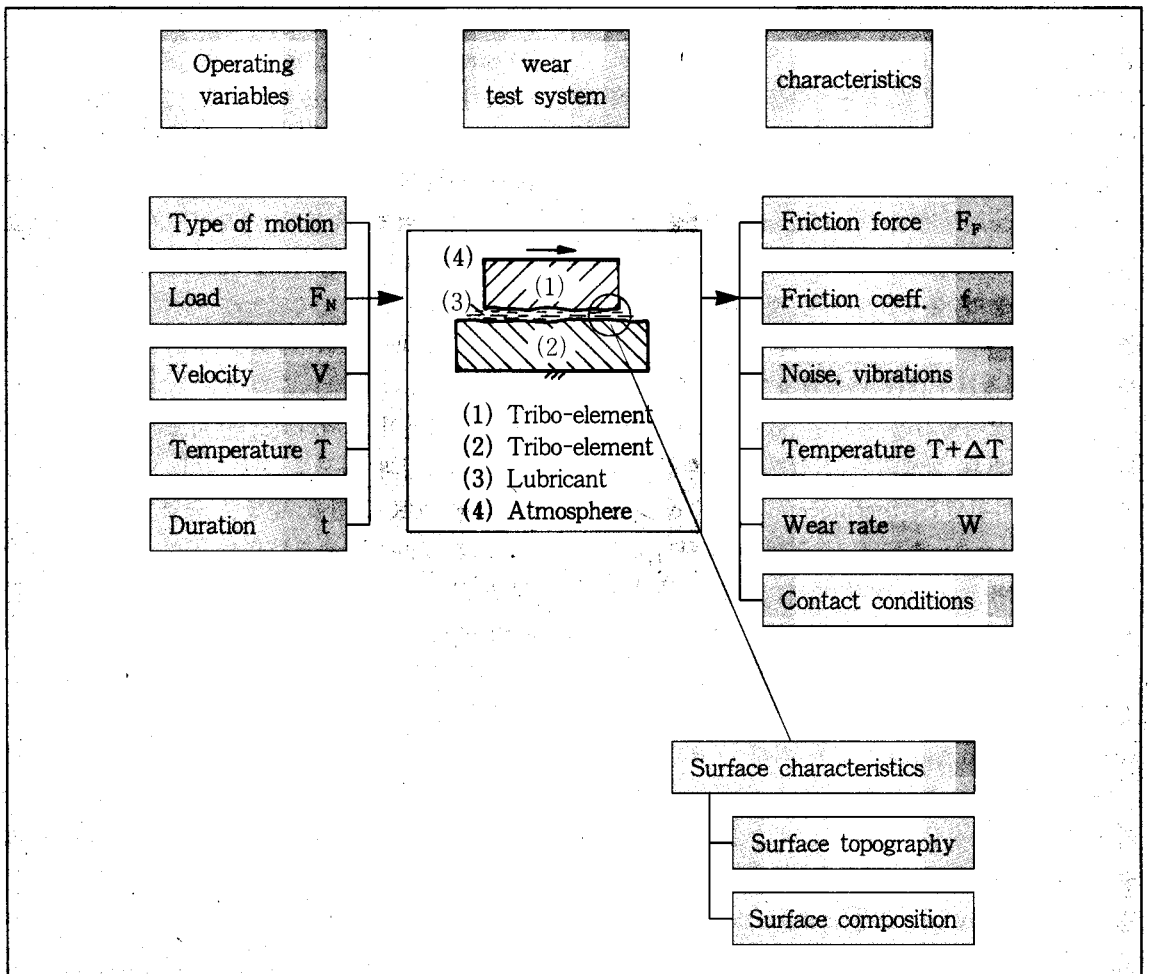 Operating
variables
wear
test system
characteristics
Type of motion
Load F_N
Velocity V
Temperature T
Duration t
(4)
(1)
(3)
(2)
(1) Tribo-element
(2) Tribo-element
(3) Lubricant
(4) Atmosphere
Friction force F_F
Friction coeff. f
Noise, vibrations
Temperature T+ΔT
Wear rate W
Contact conditions
Surface characteristics
Surface topography
Surface composition